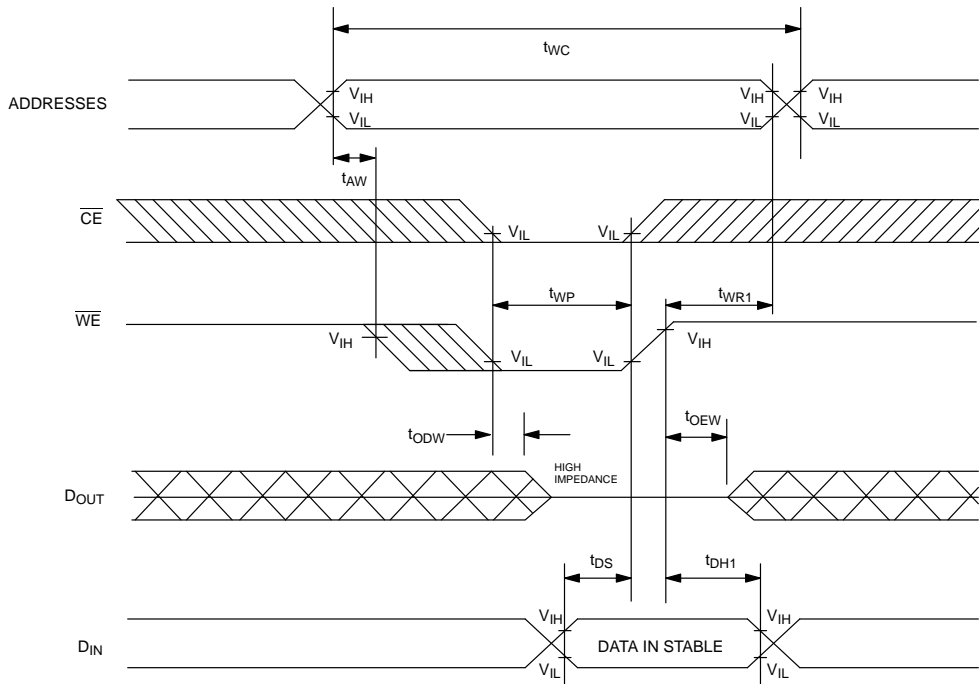 tWC
ADDRESSES
VIH
VIL
VIH
VIL
VIH
VIL
tAW
CE
VIL
VIL
tWP
tWR1
WE
VIH
VIL
VIL
VIH
tODW
tOEW
HIGH
IMPEDANCE
DOUT
tDS
tDH1
DIN
VIH
VIL
DATA IN STABLE
VIH
VIL